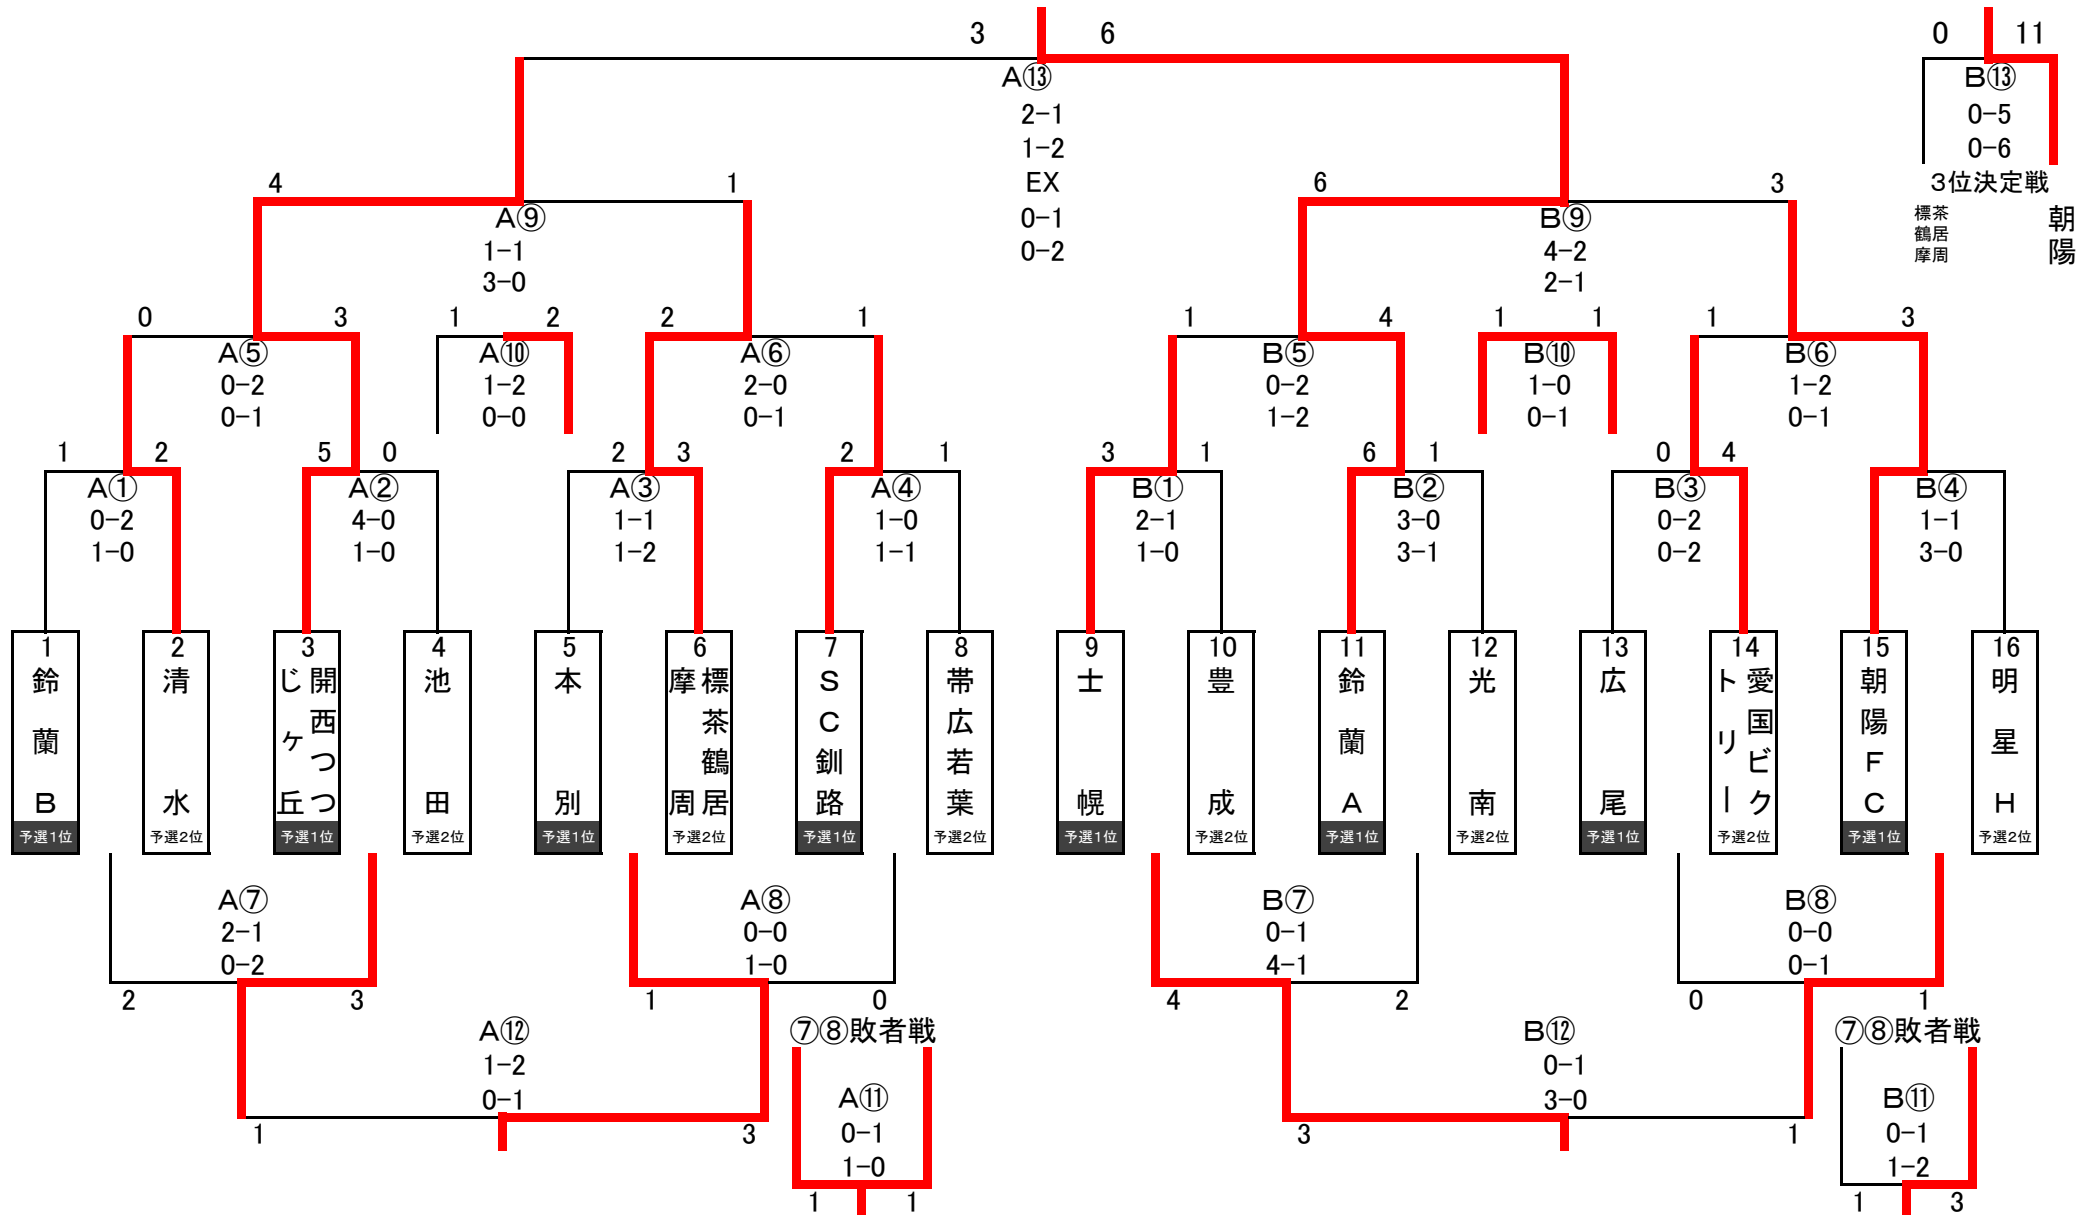 3 6
0 11
A⑬
2-1
1-2
EX
0-1
0-2
B⑬
0-5
0-6
3位決定戦
標茶
鶴居
摩周
朝陽
4 1
A⑨
1-1
3-0
6 3
B⑨
4-2
2-1
0 3
A⑤
0-2
0-1
1 2
A⑩
1-2
0-0
2 1
A⑥
2-0
0-1
1 4
B⑤
0-2
1-2
1 1
B⑩
1-0
0-1
1 3
B⑥
1-2
0-1
1 2
A①
0-2
1-0
5 0
A②
4-0
1-0
2 3
A③
1-1
1-2
2 1
A④
1-0
1-1
3 1
B①
2-1
1-0
6 1
B②
3-0
3-1
0 4
B③
0-2
0-2
B④
1-1
3-0
1
鈴蘭B
予選1位
2
清水
予選2位
3
開西つつ
じヶ丘
予選1位
4
池田
予選2位
5
本別
予選1位
6
標茶鶴居
摩周
予選2位
7
SC釧路
予選1位
8
帯広若葉
予選2位
9
士幌
予選1位
10
豊成
予選2位
11
鈴蘭A
予選1位
12
光南
予選2位
13
広尾
予選1位
14
愛国ビク
トリー
予選2位
15
朝陽FC
予選1位
16
明星H
予選2位
A⑦
2-1
0-2
2 3
A⑧
0-0
1-0
1 0
B⑦
0-1
4-1
4 2
B⑧
0-0
0-1
0 1
A⑫
1-2
0-1
1 3
⑦⑧敗者戦
A⑪
0-1
1-0
1 1
B⑫
0-1
3-0
3 1
⑦⑧敗者戦
B⑪
0-1
1-2
1 3